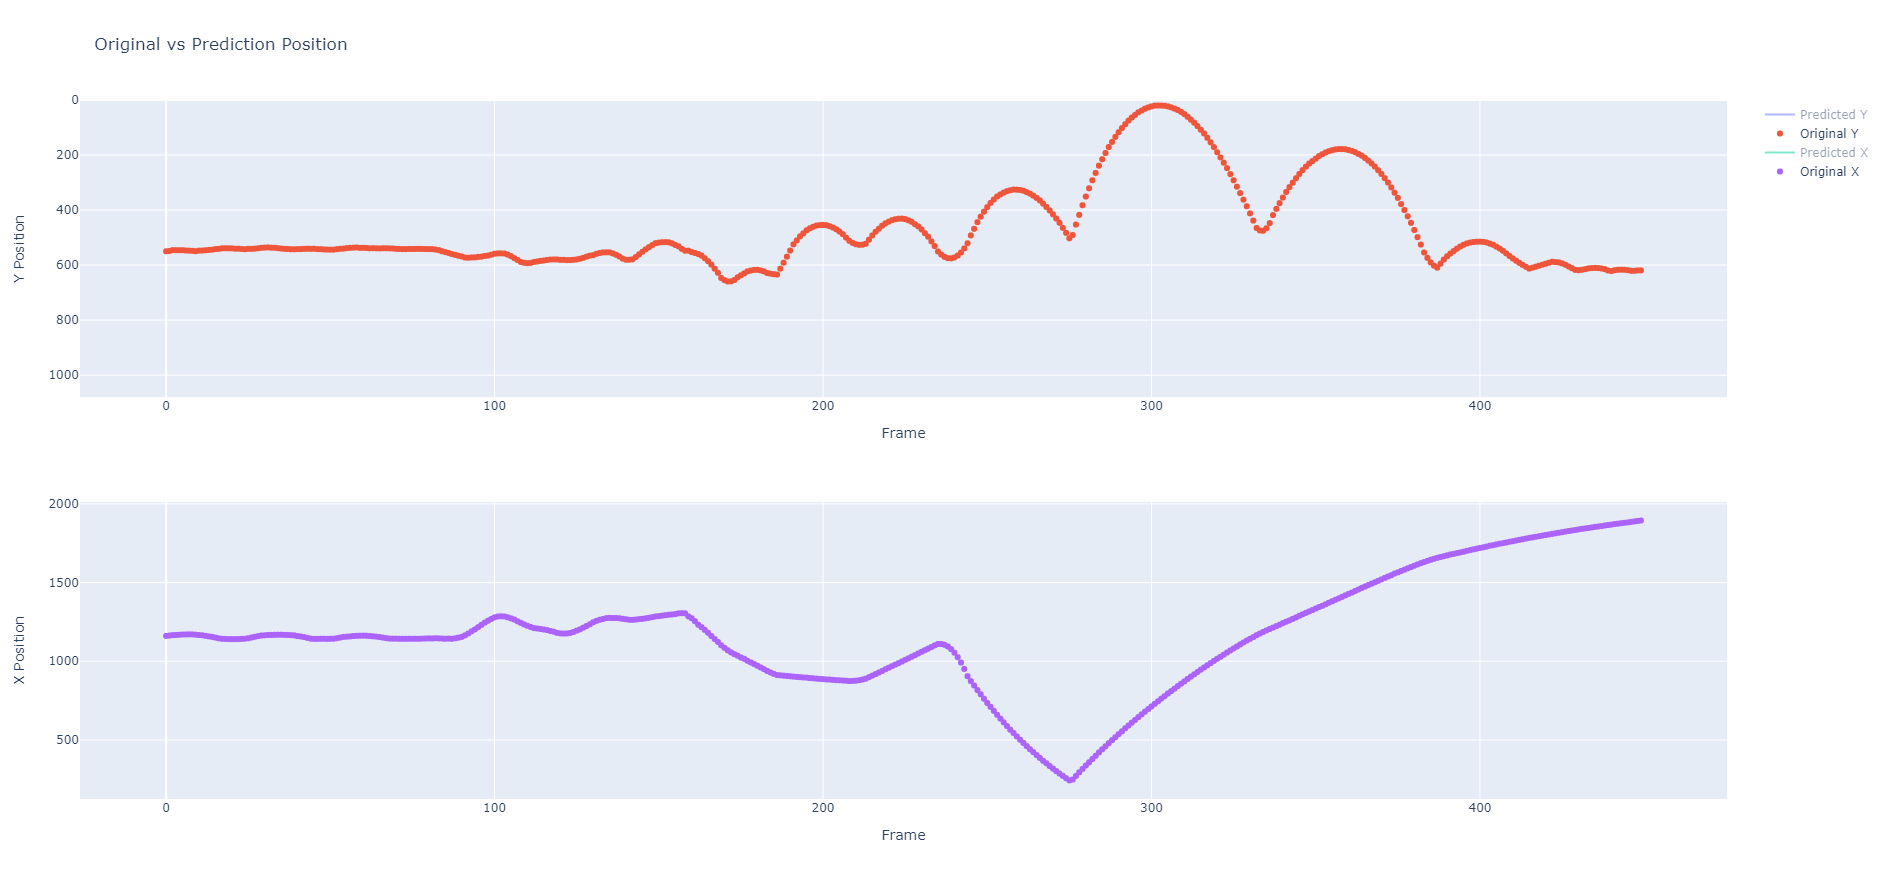 Original vs Prediction Position
0
200
400
600
800
1000
Y Position
0 100 200 300 400
Frame
Predicted Y
Original Y
Predicted X
Original X
2000
1500
1000
500
X Position
0 100 200 300 400
Frame